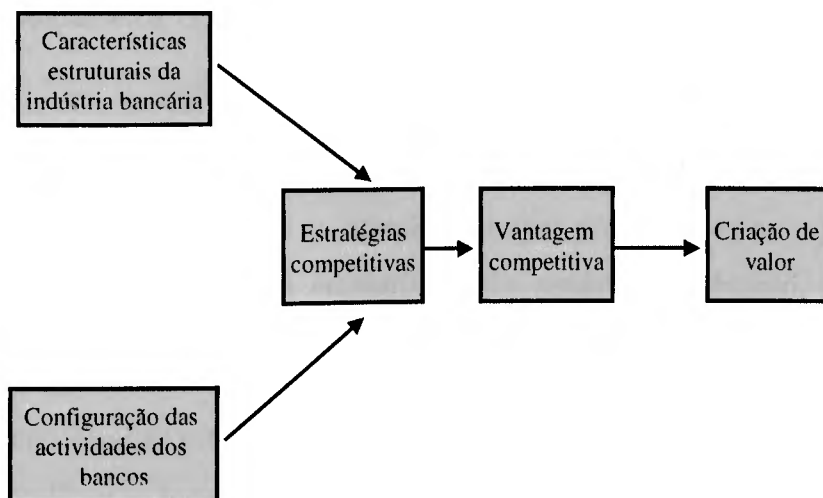 Características
estruturais da
indústria bancária
Estratégias
competitivas
Vantagem
competitiva
Criação de
valor
Configuração das
actividades dos
bancos